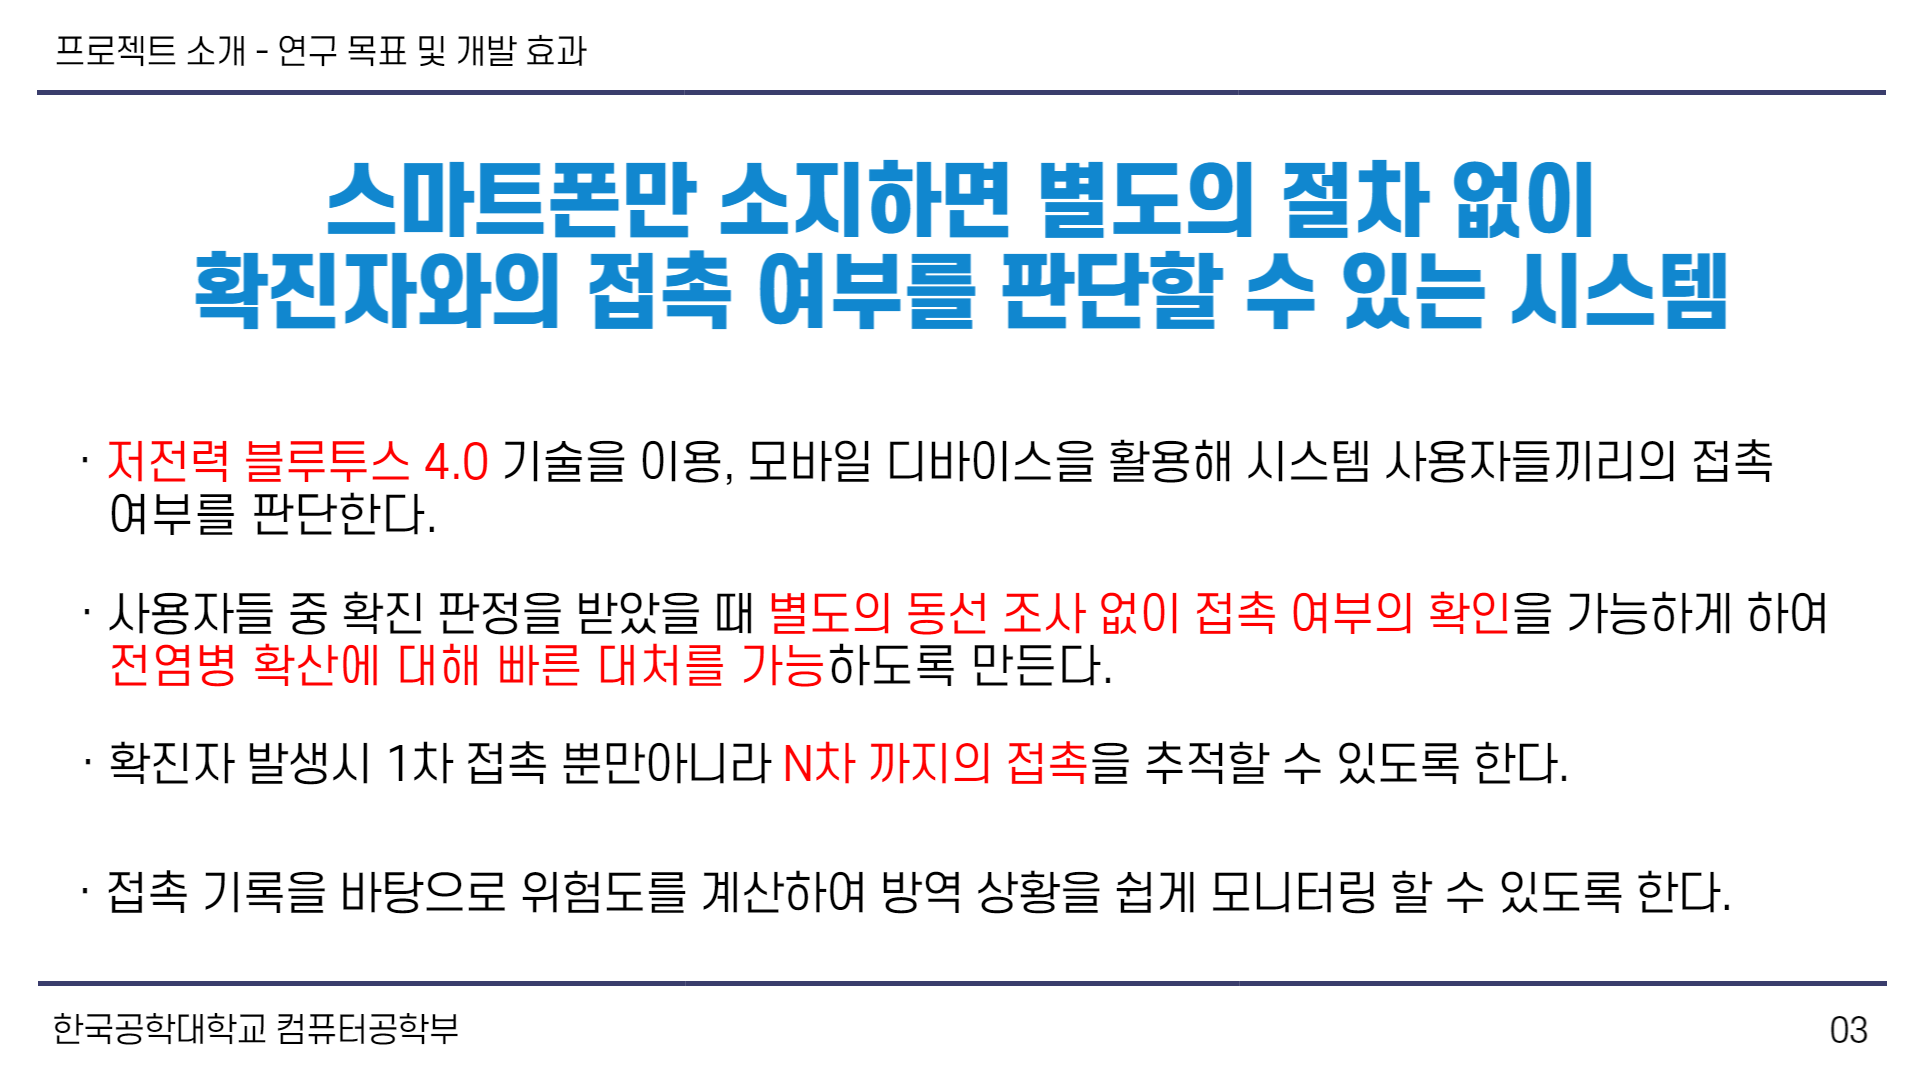 프로젝트 소개 - 연구 목표 및 개발 효과
스마트폰만 소지하면 별도의 절차 없이
확진자와의 접촉 여부를 판단할 수 있는 시스템
· 저전력 블루투스 4.0 기술을 이용, 모바일 디바이스을 활용해 시스템 사용자들끼리의 접촉
여부를 판단한다.
· 사용자들 중 확진 판정을 받았을 때 별도의 동선 조사 없이 접촉 여부의 확인을 가능하게 하여
전염병 확산에 대해 빠른 대처를 가능하도록 만든다.
· 확진자 발생시 1차 접촉 뿐만아니라 N차 까지의 접촉을 추적할 수 있도록 한다.
· 접촉 기록을 바탕으로 위험도를 계산하여 방역 상황을 쉽게 모니터링 할 수 있도록 한다.
한국공학대학교 컴퓨터공학부
03